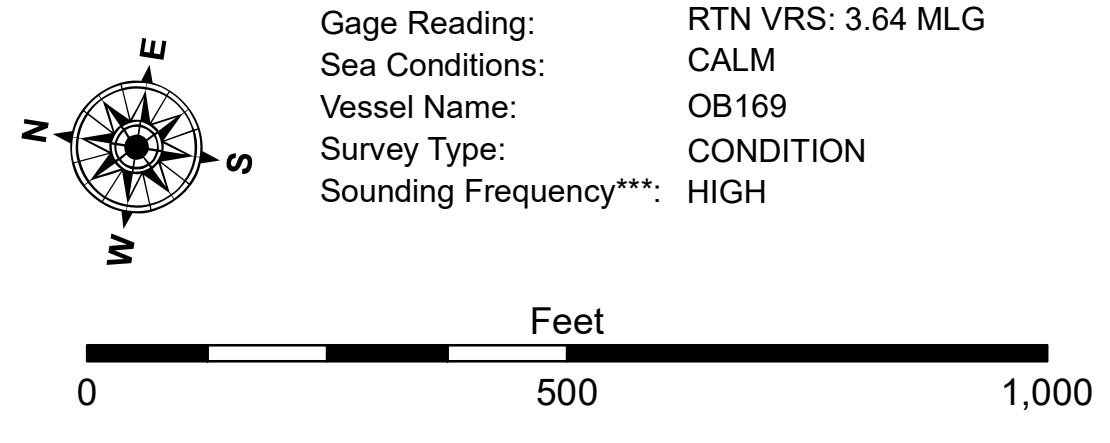 E
N
S
W
Gage Reading: RTN VRS: 3.64 MLG
Sea Conditions: CALM
Vessel Name: OB169
Survey Type: CONDITION
Sounding Frequency***: HIGH
Feet
0 500 1,000